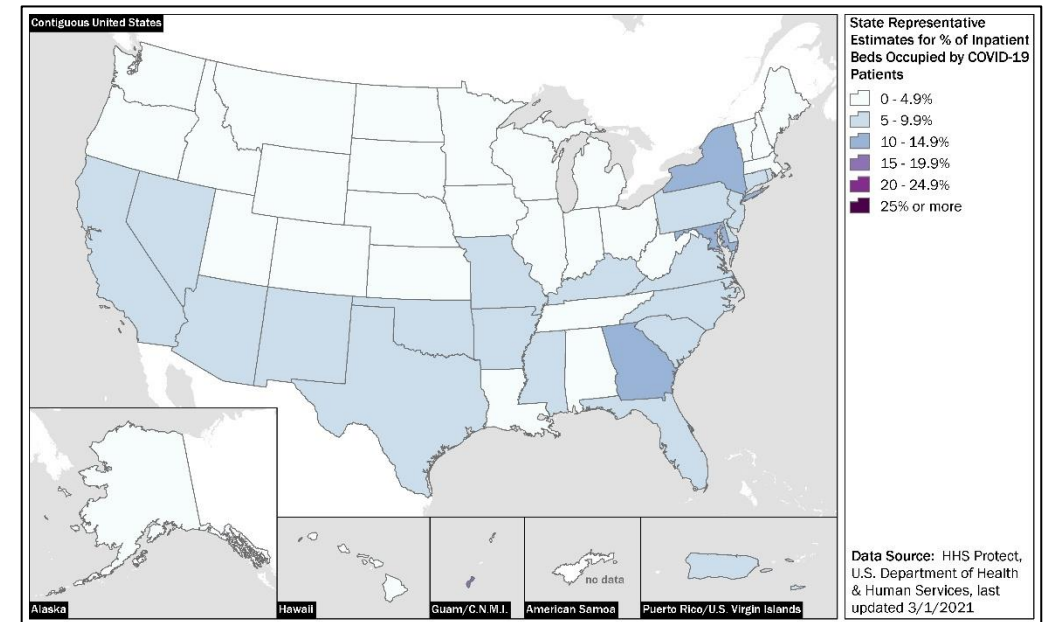 Contiguous United States
State Representative
Estimates for % of Inpatient
Beds Occupied by COVID-19
Patients
0 - 4.9%
5 - 9.9%
10 - 14.9%
15 - 19.9%
20 - 24.9%
25% or more
Data Source: HHS Protect,
U.S. Department of Health
& Human Services, last
updated 3/1/2021
no data
Alaska
Hawaii
Guam/C.N.M.I.
American Samoa
Puerto Rico/U.S. Virgin Islands